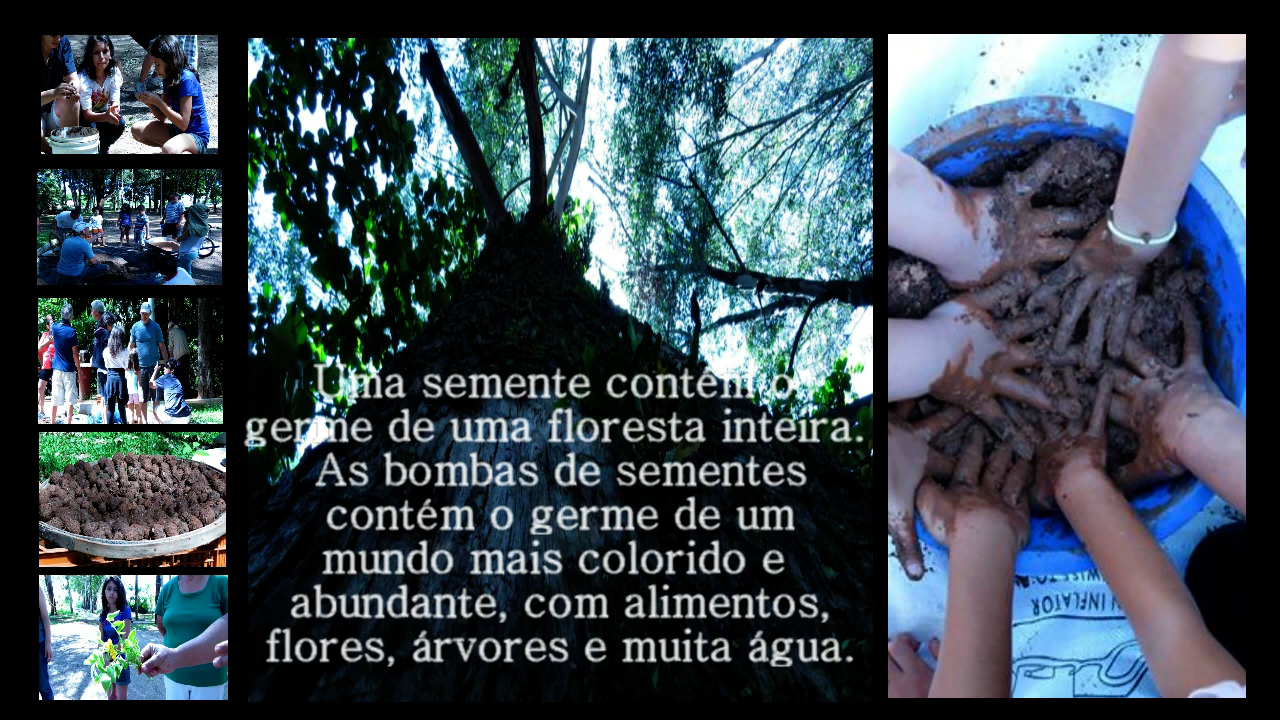 Uma semente contém o
germe de uma floresta inteira.
As bombas de sementes
contém o germe de um
mundo mais colorido e
abundante, com alimentos,
flores, árvores e muita água.
INFLATOR